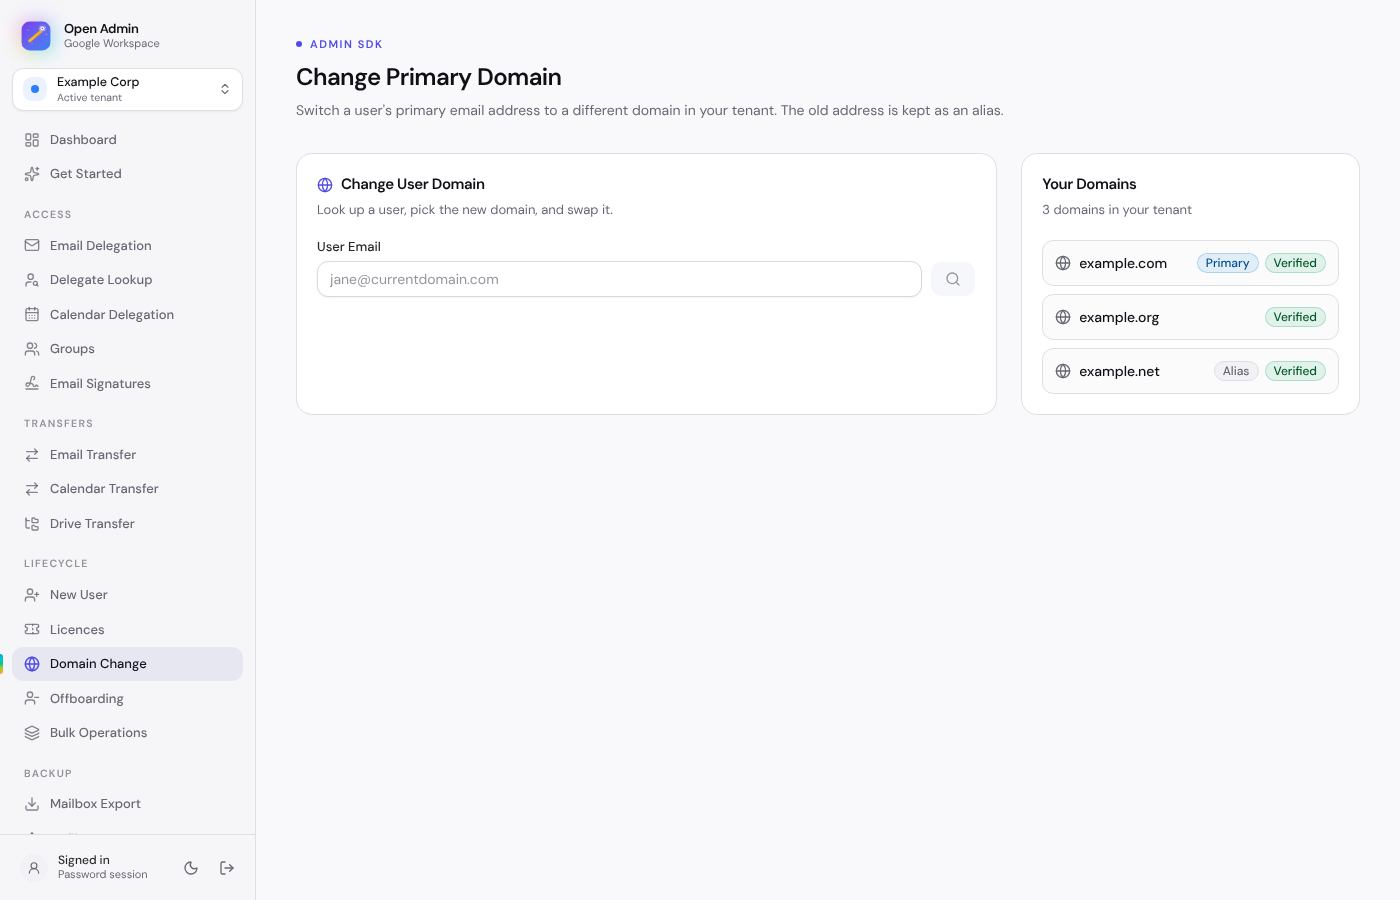 Open Admin
Google Workspace
Example Corp
Active tenant
Dashboard
Get Started
ACCESS
Email Delegation
Delegate Lookup
Calendar Delegation
Groups
Email Signatures
TRANSFERS
Email Transfer
Calendar Transfer
Drive Transfer
LIFECYCLE
New User
Licences
Domain Change
Offboarding
Bulk Operations
BACKUP
Mailbox Export
Signed in
Password session
ADMIN SDK
Change Primary Domain
Switch a user's primary email address to a different domain in your tenant. The old address is kept as an alias.
Change User Domain
Look up a user, pick the new domain, and swap it.
User Email
jane@currentdomain.com
Your Domains
3 domains in your tenant
example.com Primary Verified
example.org Verified
example.net Alias Verified